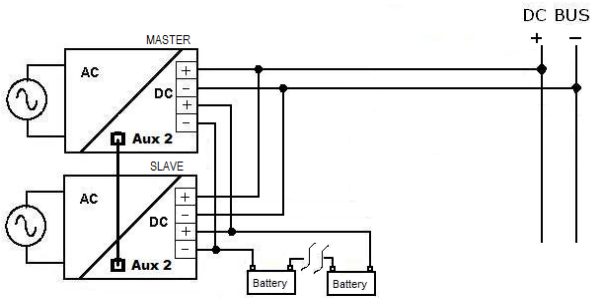 DC BUS
+ −
MASTER
AC
+
−
DC
+
−
Aux 2
SLAVE
AC
+
−
DC
+
−
Aux 2
Battery
Battery